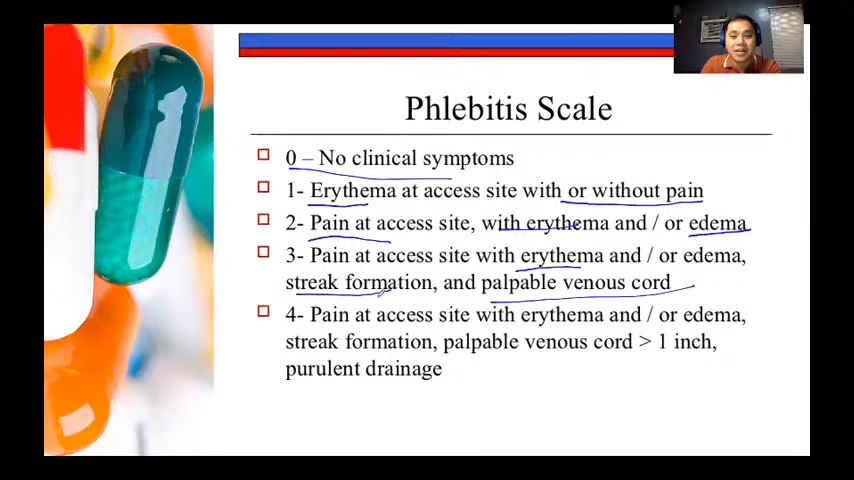 Phlebitis Scale
0 – No clinical symptoms
1- Erythema at access site with or without pain
2- Pain at access site, with erythema and / or edema
3- Pain at access site with erythema and / or edema,
streak formation, and palpable venous cord
4- Pain at access site with erythema and / or edema,
streak formation, palpable venous cord > 1 inch,
purulent drainage